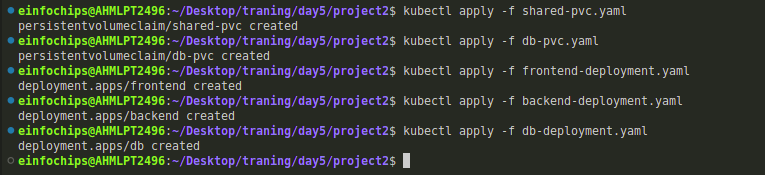 einfochips@AHMLPT2496:~/Desktop/traning/day5/project2$ kubectl apply -f shared-pvc.yaml
persistentvolumeclaim/shared-pvc created
einfochips@AHMLPT2496:~/Desktop/traning/day5/project2$ kubectl apply -f db-pvc.yaml
persistentvolumeclaim/db-pvc created
einfochips@AHMLPT2496:~/Desktop/traning/day5/project2$ kubectl apply -f frontend-deployment.yaml
deployment.apps/frontend created
einfochips@AHMLPT2496:~/Desktop/traning/day5/project2$ kubectl apply -f backend-deployment.yaml
deployment.apps/backend created
einfochips@AHMLPT2496:~/Desktop/traning/day5/project2$ kubectl apply -f db-deployment.yaml
deployment.apps/db created
einfochips@AHMLPT2496:~/Desktop/traning/day5/project2$